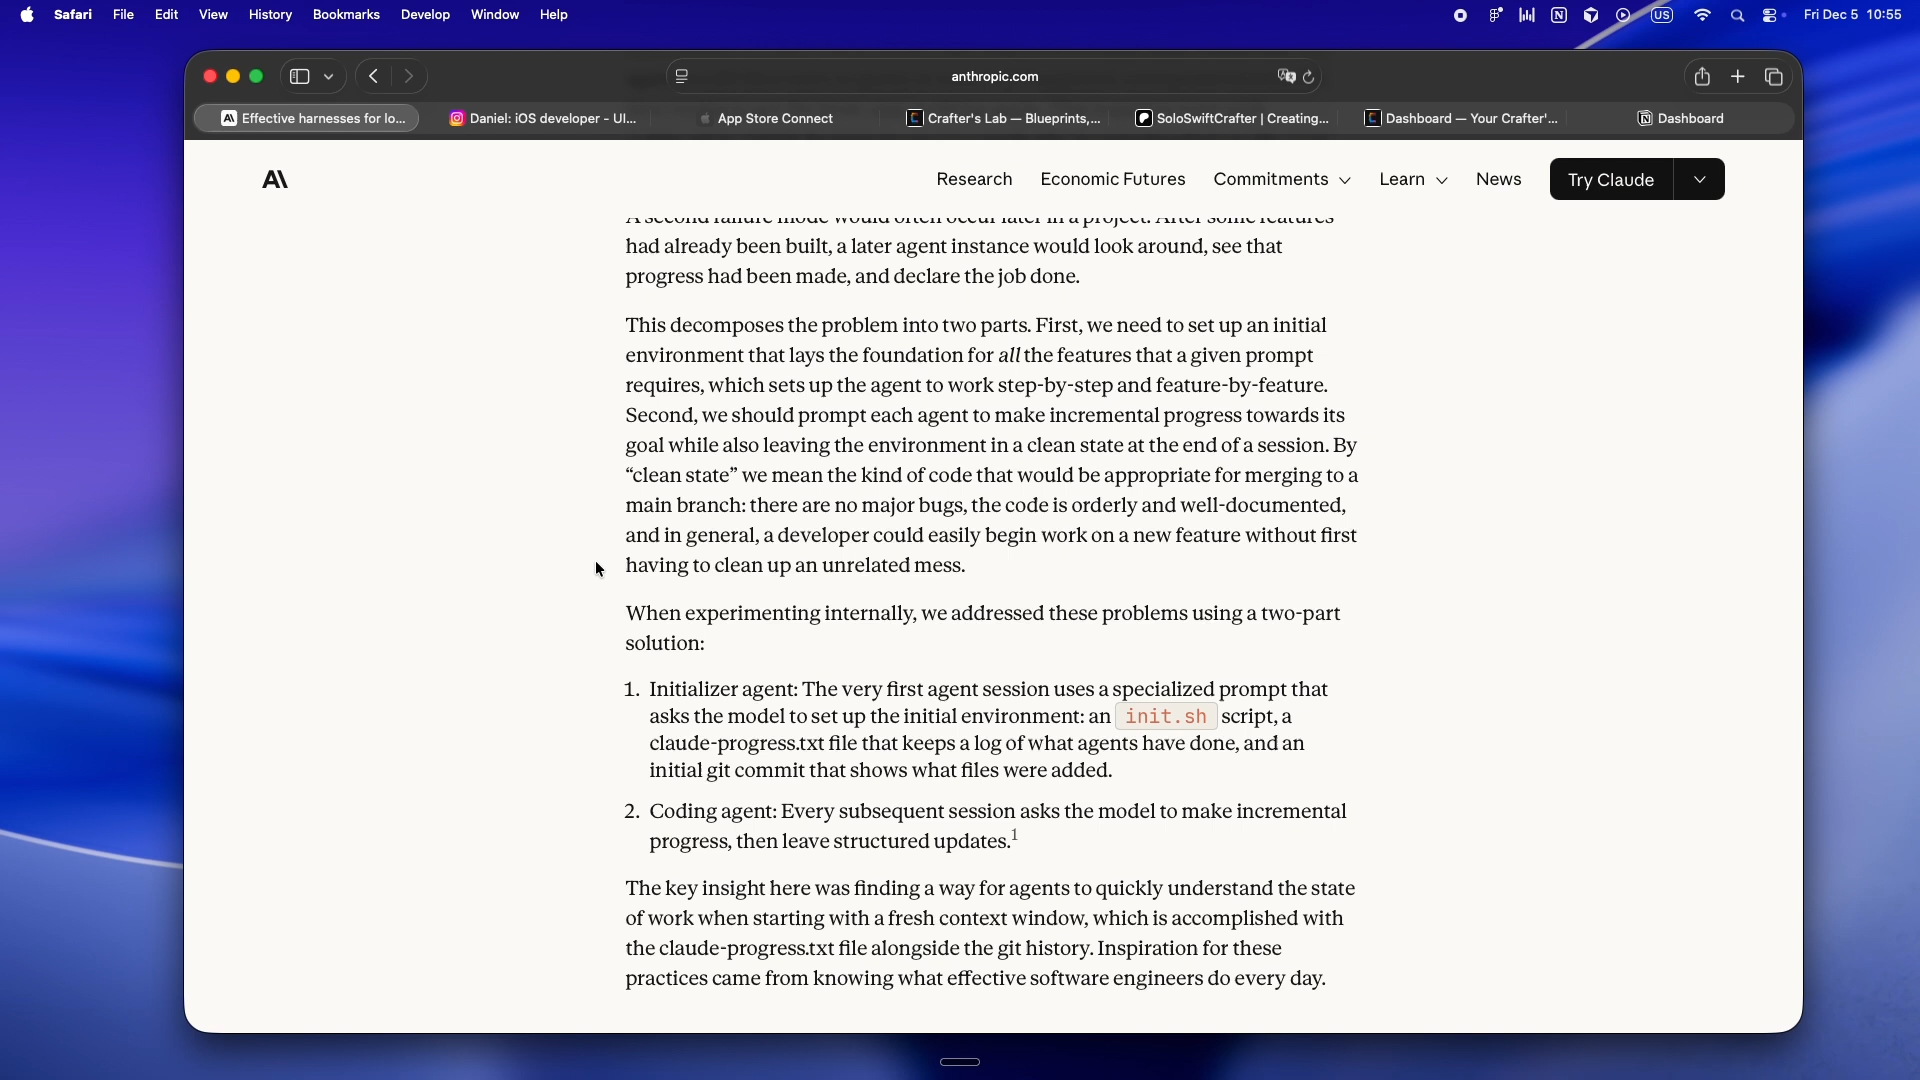 Safari File Edit View History Bookmarks Develop Window Help US Fri Dec 5 10:55
anthropic.com
Effective harnesses for lo... Daniel: iOS developer - UI... App Store Connect Crafter's Lab — Blueprints,... SoloSwiftCrafter | Creating... Dashboard — Your Crafter'... Dashboard
Research Economic Futures Commitments Learn News Try Claude
A second failure mode would often occur later in a project. After some features
had already been built, a later agent instance would look around, see that
progress had been made, and declare the job done.
This decomposes the problem into two parts. First, we need to set up an initial
environment that lays the foundation for all the features that a given prompt
requires, which sets up the agent to work step-by-step and feature-by-feature.
Second, we should prompt each agent to make incremental progress towards its
goal while also leaving the environment in a clean state at the end of a session. By
“clean state” we mean the kind of code that would be appropriate for merging to a
main branch: there are no major bugs, the code is orderly and well-documented,
and in general, a developer could easily begin work on a new feature without first
having to clean up an unrelated mess.
When experimenting internally, we addressed these problems using a two-part
solution:
1. Initializer agent: The very first agent session uses a specialized prompt that
asks the model to set up the initial environment: an init.sh script, a
claude-progress.txt file that keeps a log of what agents have done, and an
initial git commit that shows what files were added.
2. Coding agent: Every subsequent session asks the model to make incremental
progress, then leave structured updates.1
The key insight here was finding a way for agents to quickly understand the state
of work when starting with a fresh context window, which is accomplished with
the claude-progress.txt file alongside the git history. Inspiration for these
practices came from knowing what effective software engineers do every day.